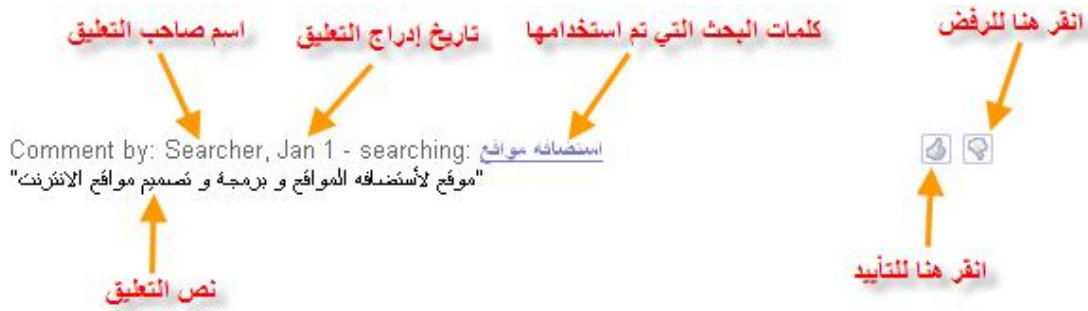 انقر هنا للرفض
كلمات البحث التي تم استخدامها
تاريخ إدراج التعليق
اسم صاحب التعليق
Comment by: Searcher, Jan 1 - searching: استضافه مواقع
"موقع لأستضافه المواقع و برمجة و تصميم مواقع الانترنت"
انقر هنا للتأييد
نص التعليق